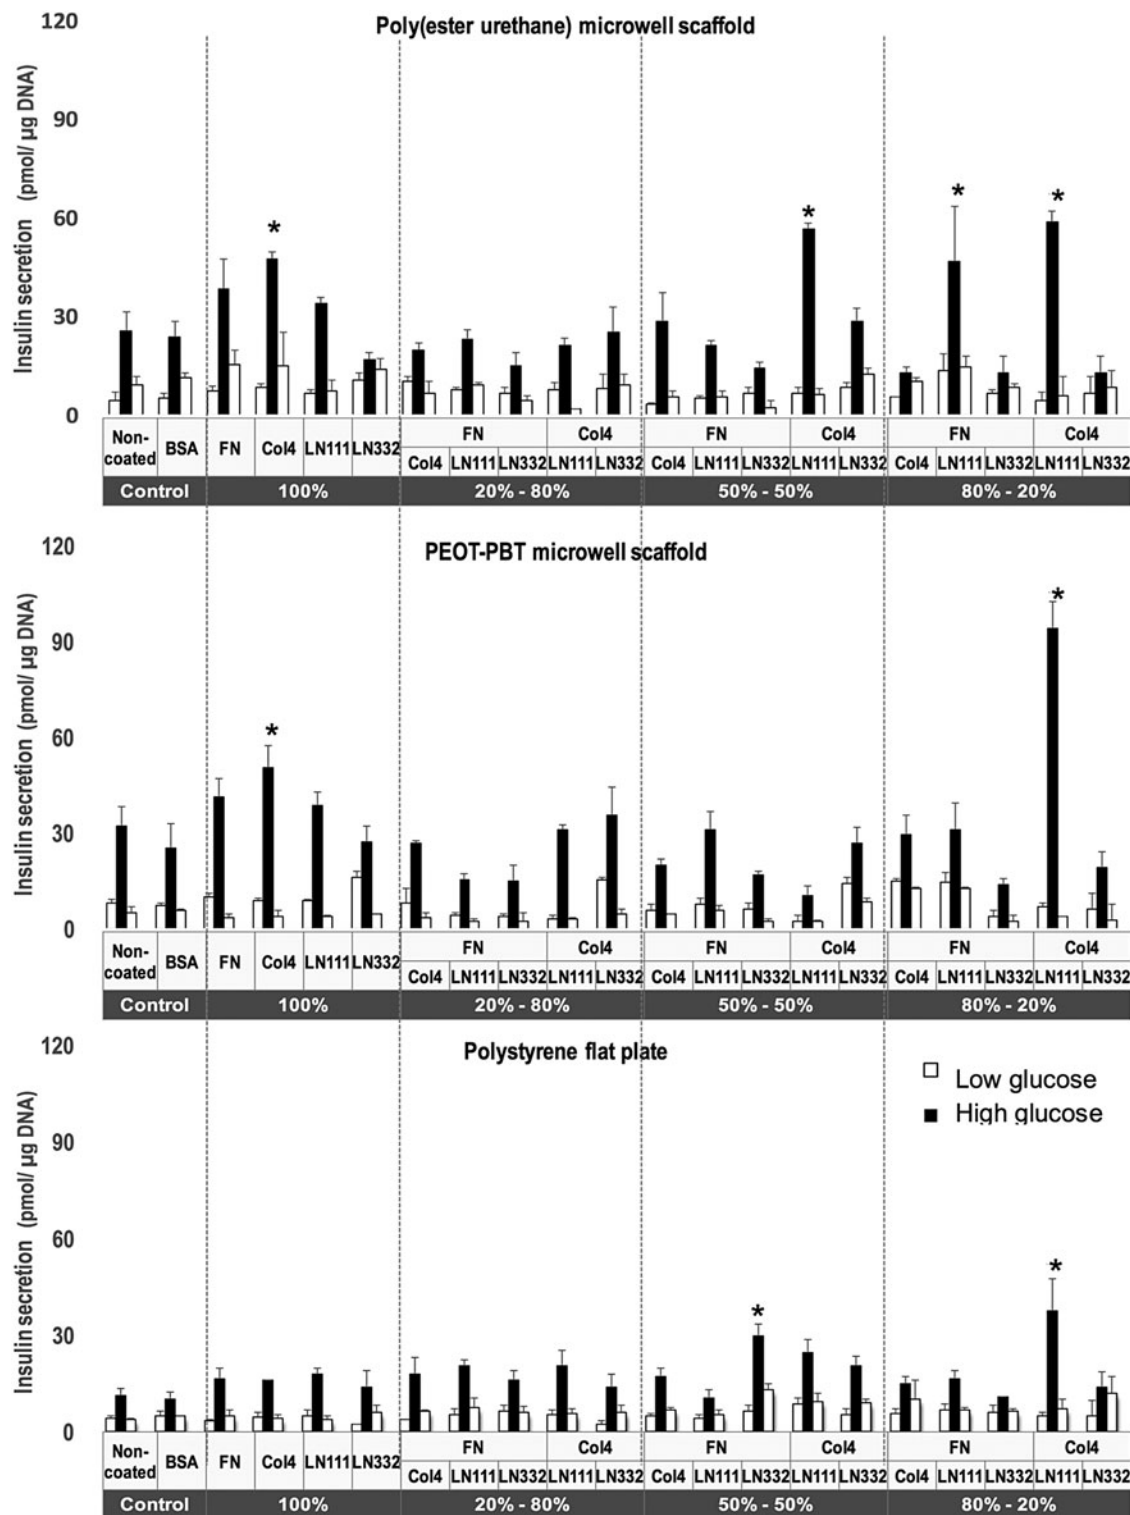 Poly(ester urethane) microwell scaffold
Insulin secretion (pmol/ µg DNA)
120
90
60
30
0
* * * *
Non-coated BSA FN Col4 LN111 LN332 FN Col4 FN Col4 FN Col4
Col4 LN111 LN332 LN111 LN332 Col4 LN111 LN332 LN111 LN332 Col4 LN111 LN332 LN111 LN332
Control 100% 20% - 80% 50% - 50% 80% - 20%
PEOT-PBT microwell scaffold
Insulin secretion (pmol/ µg DNA)
120
90
60
30
0
* *
Non-coated BSA FN Col4 LN111 LN332 FN Col4 FN Col4 FN Col4
Col4 LN111 LN332 LN111 LN332 Col4 LN111 LN332 LN111 LN332 Col4 LN111 LN332 LN111 LN332
Control 100% 20% - 80% 50% - 50% 80% - 20%
Polystyrene flat plate
Insulin secretion (pmol/ µg DNA)
120
90
60
30
0
Low glucose
High glucose
* *
Non-coated BSA FN Col4 LN111 LN332 FN Col4 FN Col4 FN Col4
Col4 LN111 LN332 LN111 LN332 Col4 LN111 LN332 LN111 LN332 Col4 LN111 LN332 LN111 LN332
Control 100% 20% - 80% 50% - 50% 80% - 20%